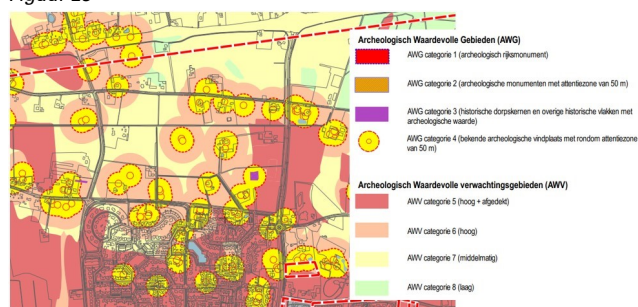 Archeologisch Waardevolle Gebieden (AWG)
AWG categorie 1 (archeologisch rijksmonument)
AWG categorie 2 (archeologische monumenten met attentiezone van 50 m)
AWG categorie 3 (historische dorpskernen en overige historische vlakken met
archeologische waarde)
AWG categorie 4 (bekende archeologische vindplaats met rondom attentiezone
van 50 m)
Archeologisch Waardevolle verwachtingsgebieden (AWV)
AWV categorie 5 (hoog + afgedekt)
AWV categorie 6 (hoog)
AWV categorie 7 (middelmatig)
AWV categorie 8 (laag)